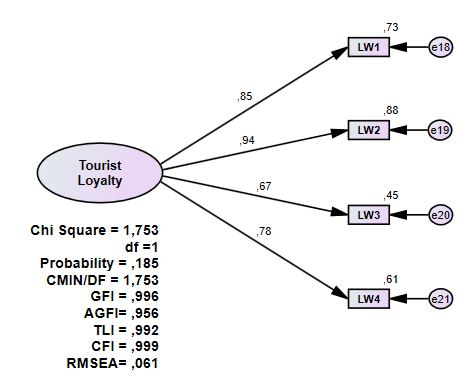 ,73
LW1
e18
,85
,88
LW2
e19
,94
Tourist
Loyalty
,67
,45
LW3
e20
,78
,61
LW4
e21
Chi Square = 1,753
df =1
Probability = ,185
CMIN/DF = 1,753
GFI = ,996
AGFI= ,956
TLI = ,992
CFI = ,999
RMSEA= ,061